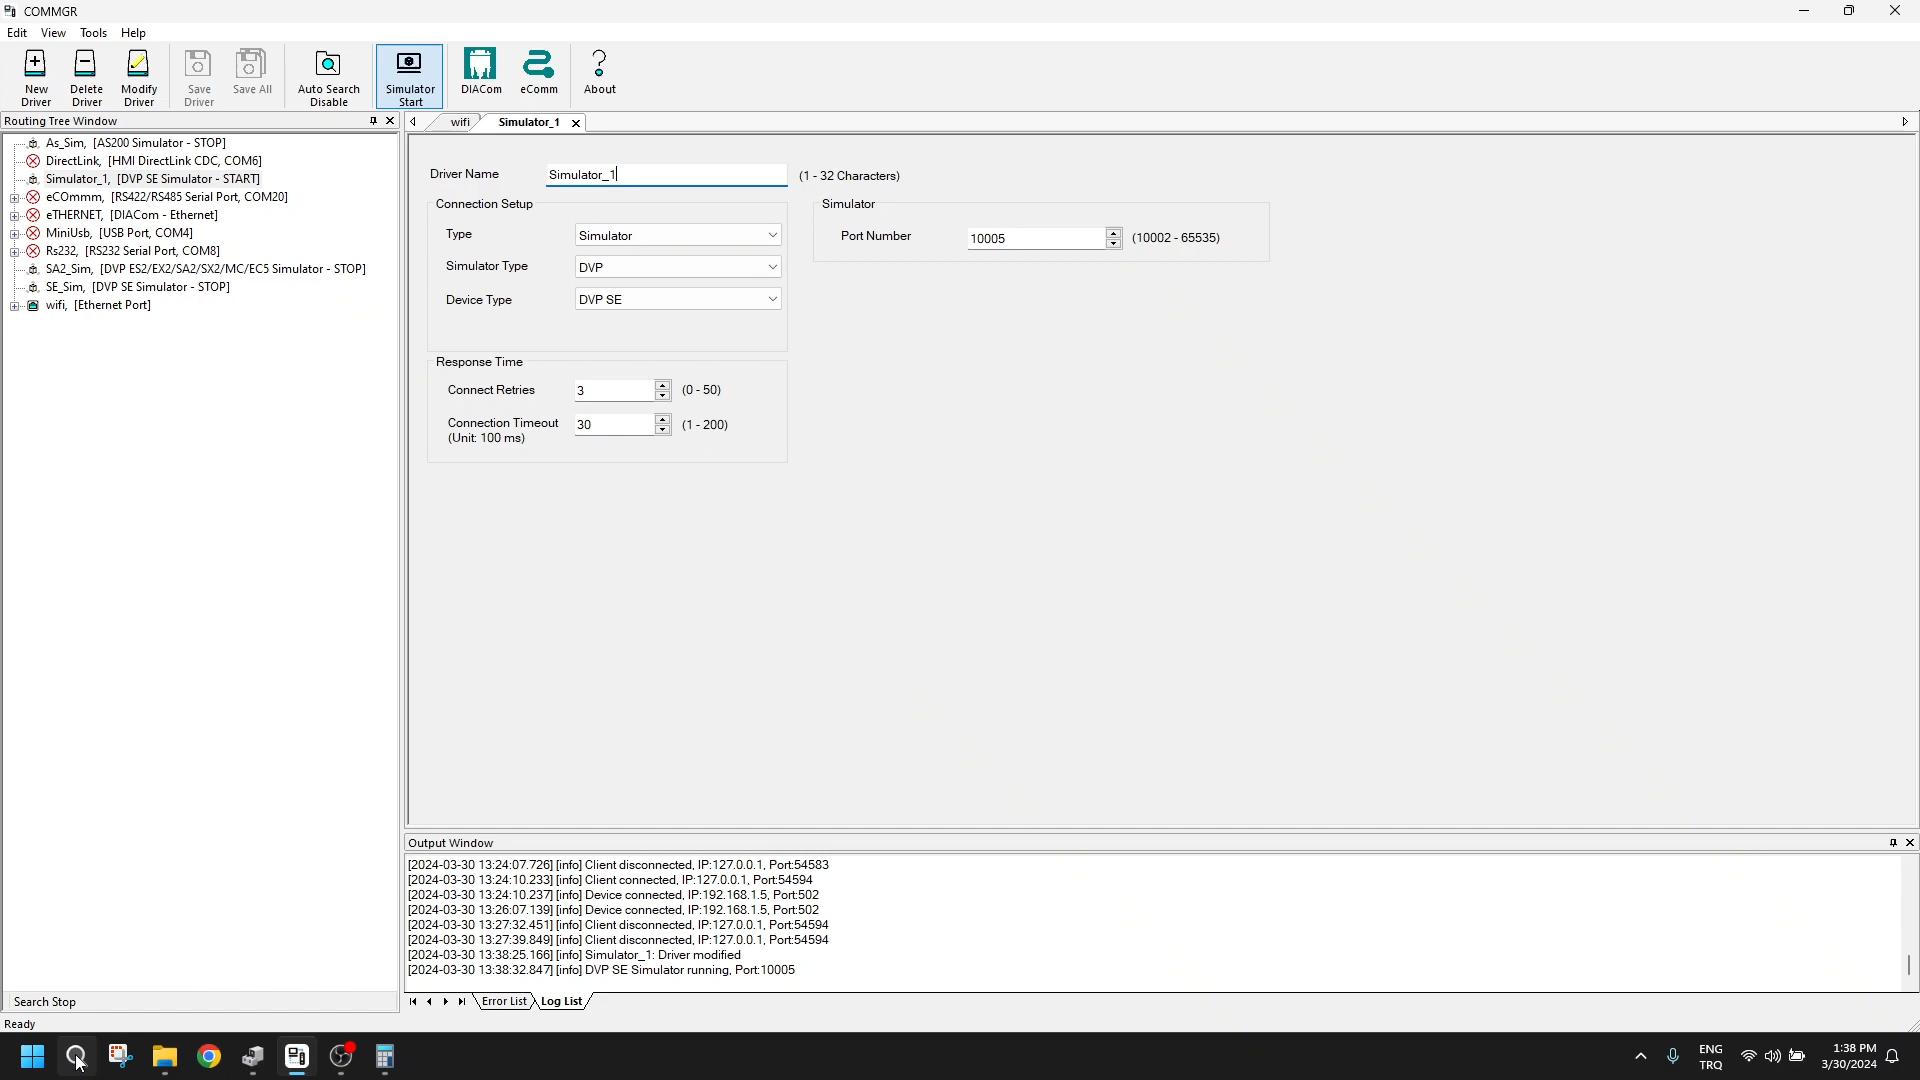 COMMGR
Edit View Tools Help
New Driver
Delete Driver
Modify Driver
Save Driver
Save All
Auto Search Disable
Simulator Start
DIACom
eComm
About
Routing Tree Window
As_Sim, [AS200 Simulator - STOP]
DirectLink, [HMI DirectLink CDC, COM6]
Simulator_1, [DVP SE Simulator - START]
eCOmmm, [RS422/RS485 Serial Port, COM20]
eTHERNET, [DIACom - Ethernet]
MiniUsb, [USB Port, COM4]
Rs232, [RS232 Serial Port, COM8]
SA2_Sim, [DVP ES2/EX2/SA2/SX2/MC/EC5 Simulator - STOP]
SE_Sim, [DVP SE Simulator - STOP]
wifi, [Ethernet Port]
Search Stop
wifi Simulator_1
Driver Name Simulator_1 (1 - 32 Characters)
Connection Setup
Type Simulator
Simulator Type DVP
Device Type DVP SE
Simulator
Port Number 10005 (10002 - 65535)
Response Time
Connect Retries 3 (0 - 50)
Connection Timeout 30 (1 - 200)
(Unit: 100 ms)
Output Window
[2024-03-30 13:24:07.726] [info] Client disconnected, IP:127.0.0.1, Port:54583
[2024-03-30 13:24:10.233] [info] Client connected, IP:127.0.0.1, Port:54594
[2024-03-30 13:24:10.237] [info] Device connected, IP:192.168.1.5, Port:502
[2024-03-30 13:26:07.139] [info] Device connected, IP:192.168.1.5, Port:502
[2024-03-30 13:27:32.451] [info] Client disconnected, IP:127.0.0.1, Port:54594
[2024-03-30 13:27:39.849] [info] Client disconnected, IP:127.0.0.1, Port:54594
[2024-03-30 13:38:25.166] [info] Simulator_1: Driver modified
[2024-03-30 13:38:32.847] [info] DVP SE Simulator running, Port:10005
Error List Log List
Ready
ENG
TRQ
1:38 PM
3/30/2024